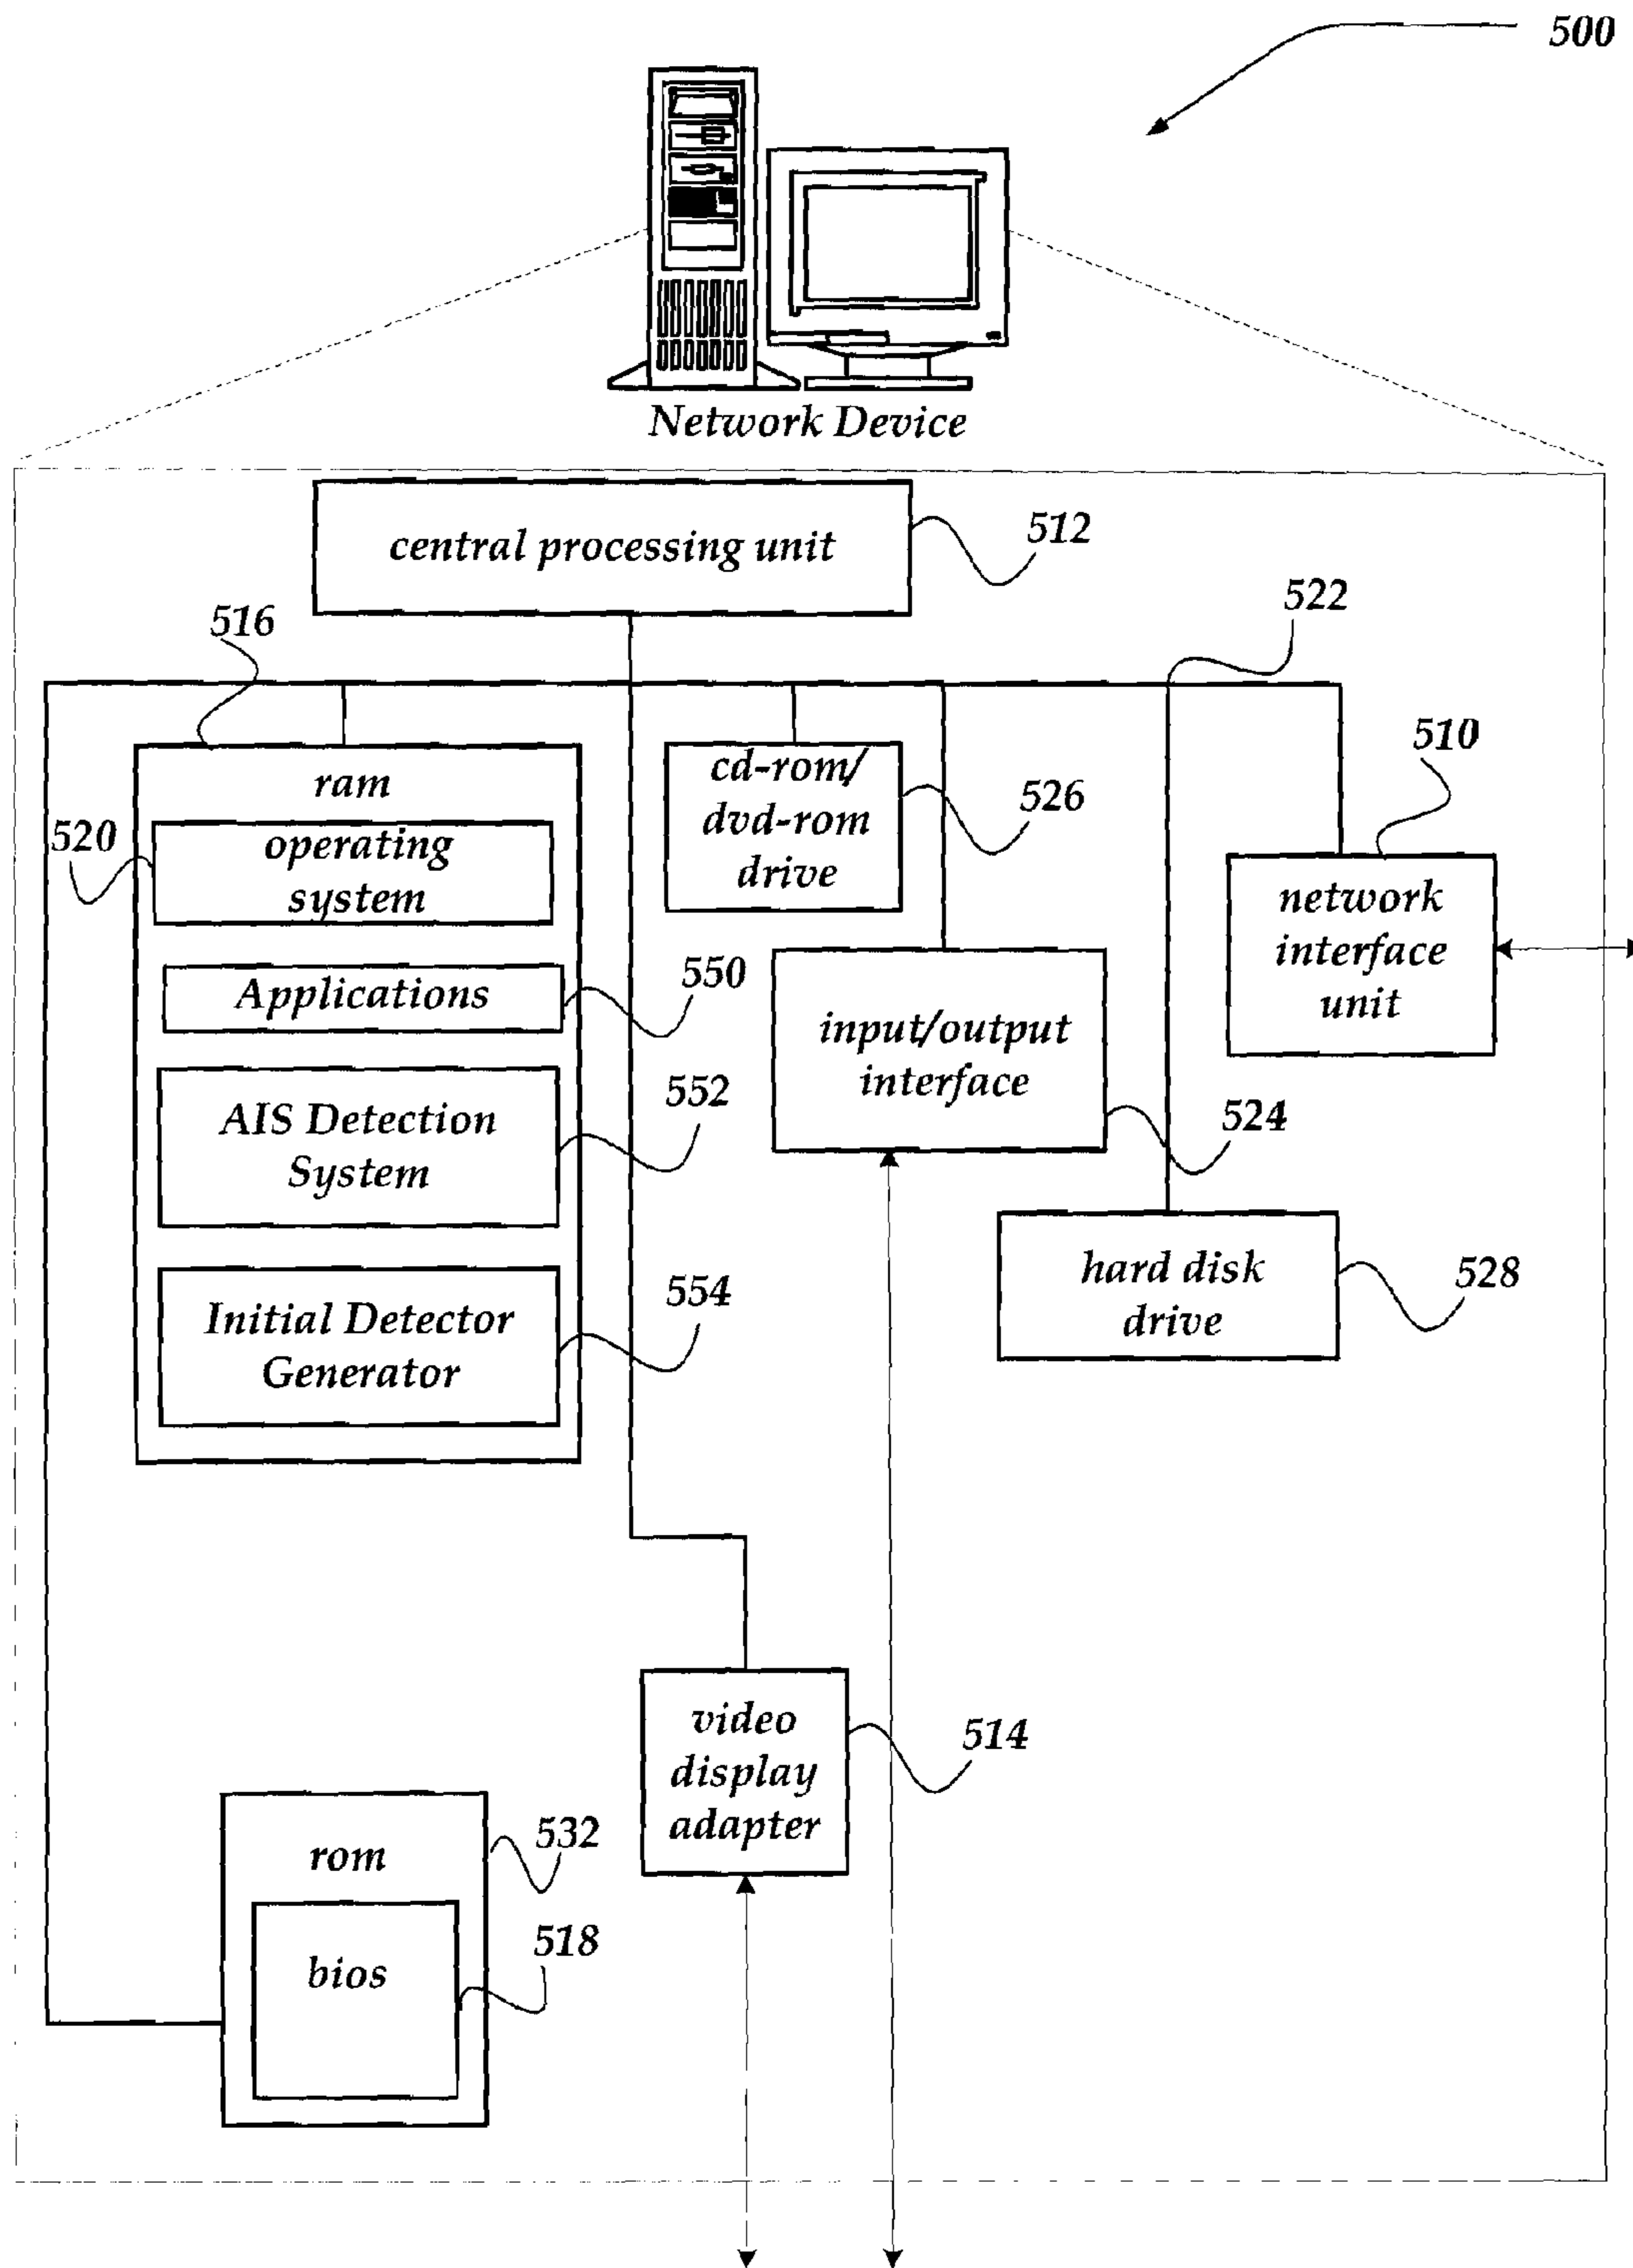 500
Network Device
central processing unit
512
522
516
510
ram
cd-rom/
dvd-rom
drive
526
520
operating
system
network
interface
unit
Applications
550
input/output
interface
524
AIS Detection
System
552
hard disk
drive
528
Initial Detector
Generator
554
video
display
adapter
514
rom
532
bios
518